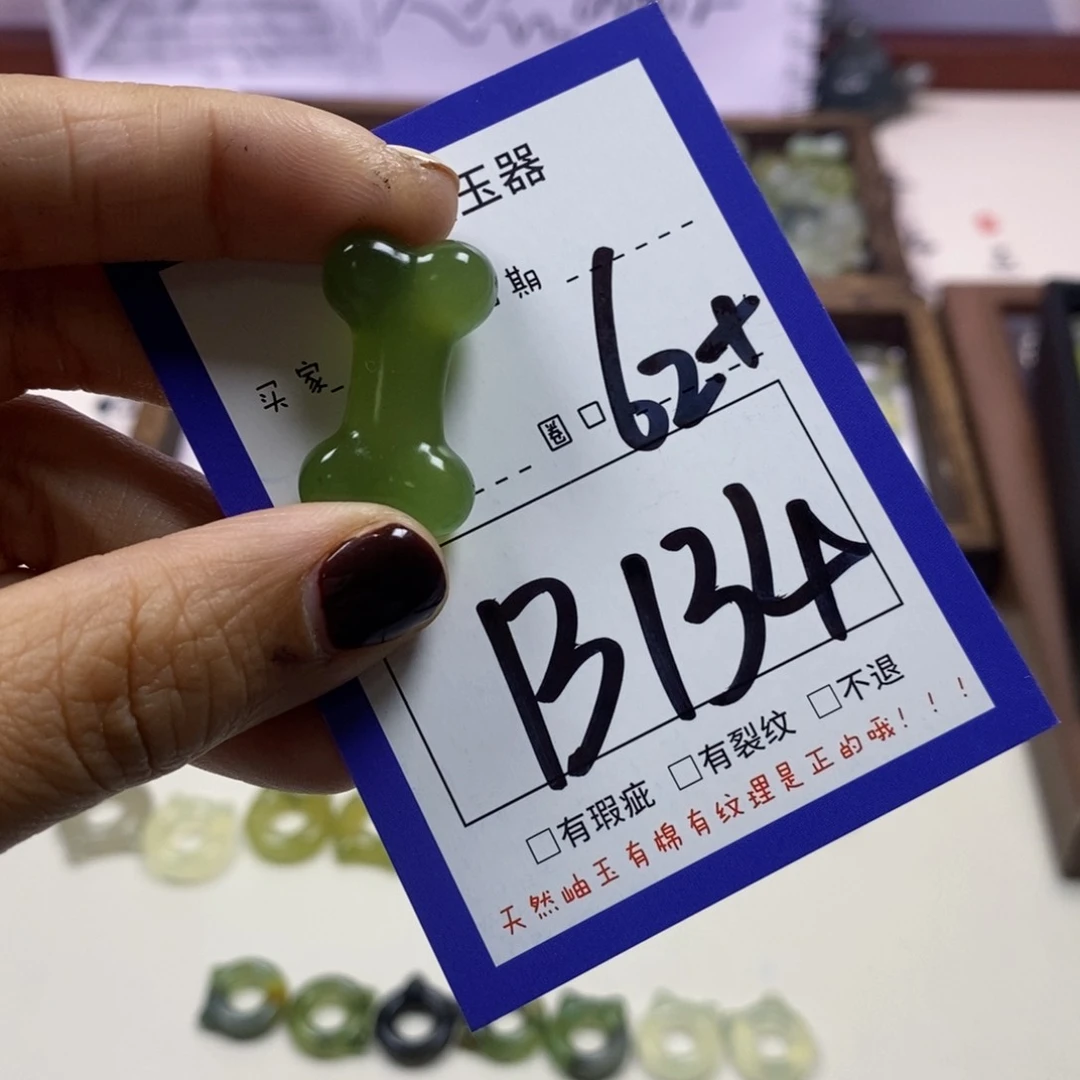 玉器
期
62+
买家
圈
B134
有瑕疵 有裂纹 不退
天然岫玉有棉有纹理是正的哦！！！